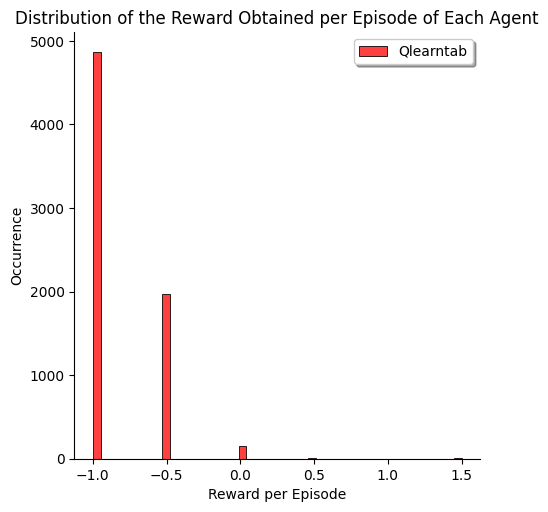 Distribution of the Reward Obtained per Episode of Each Agent
Qlearntab
5000
4000
3000
2000
1000
0
Occurrence
−1.0 −0.5 0.0 0.5 1.0 1.5
Reward per Episode